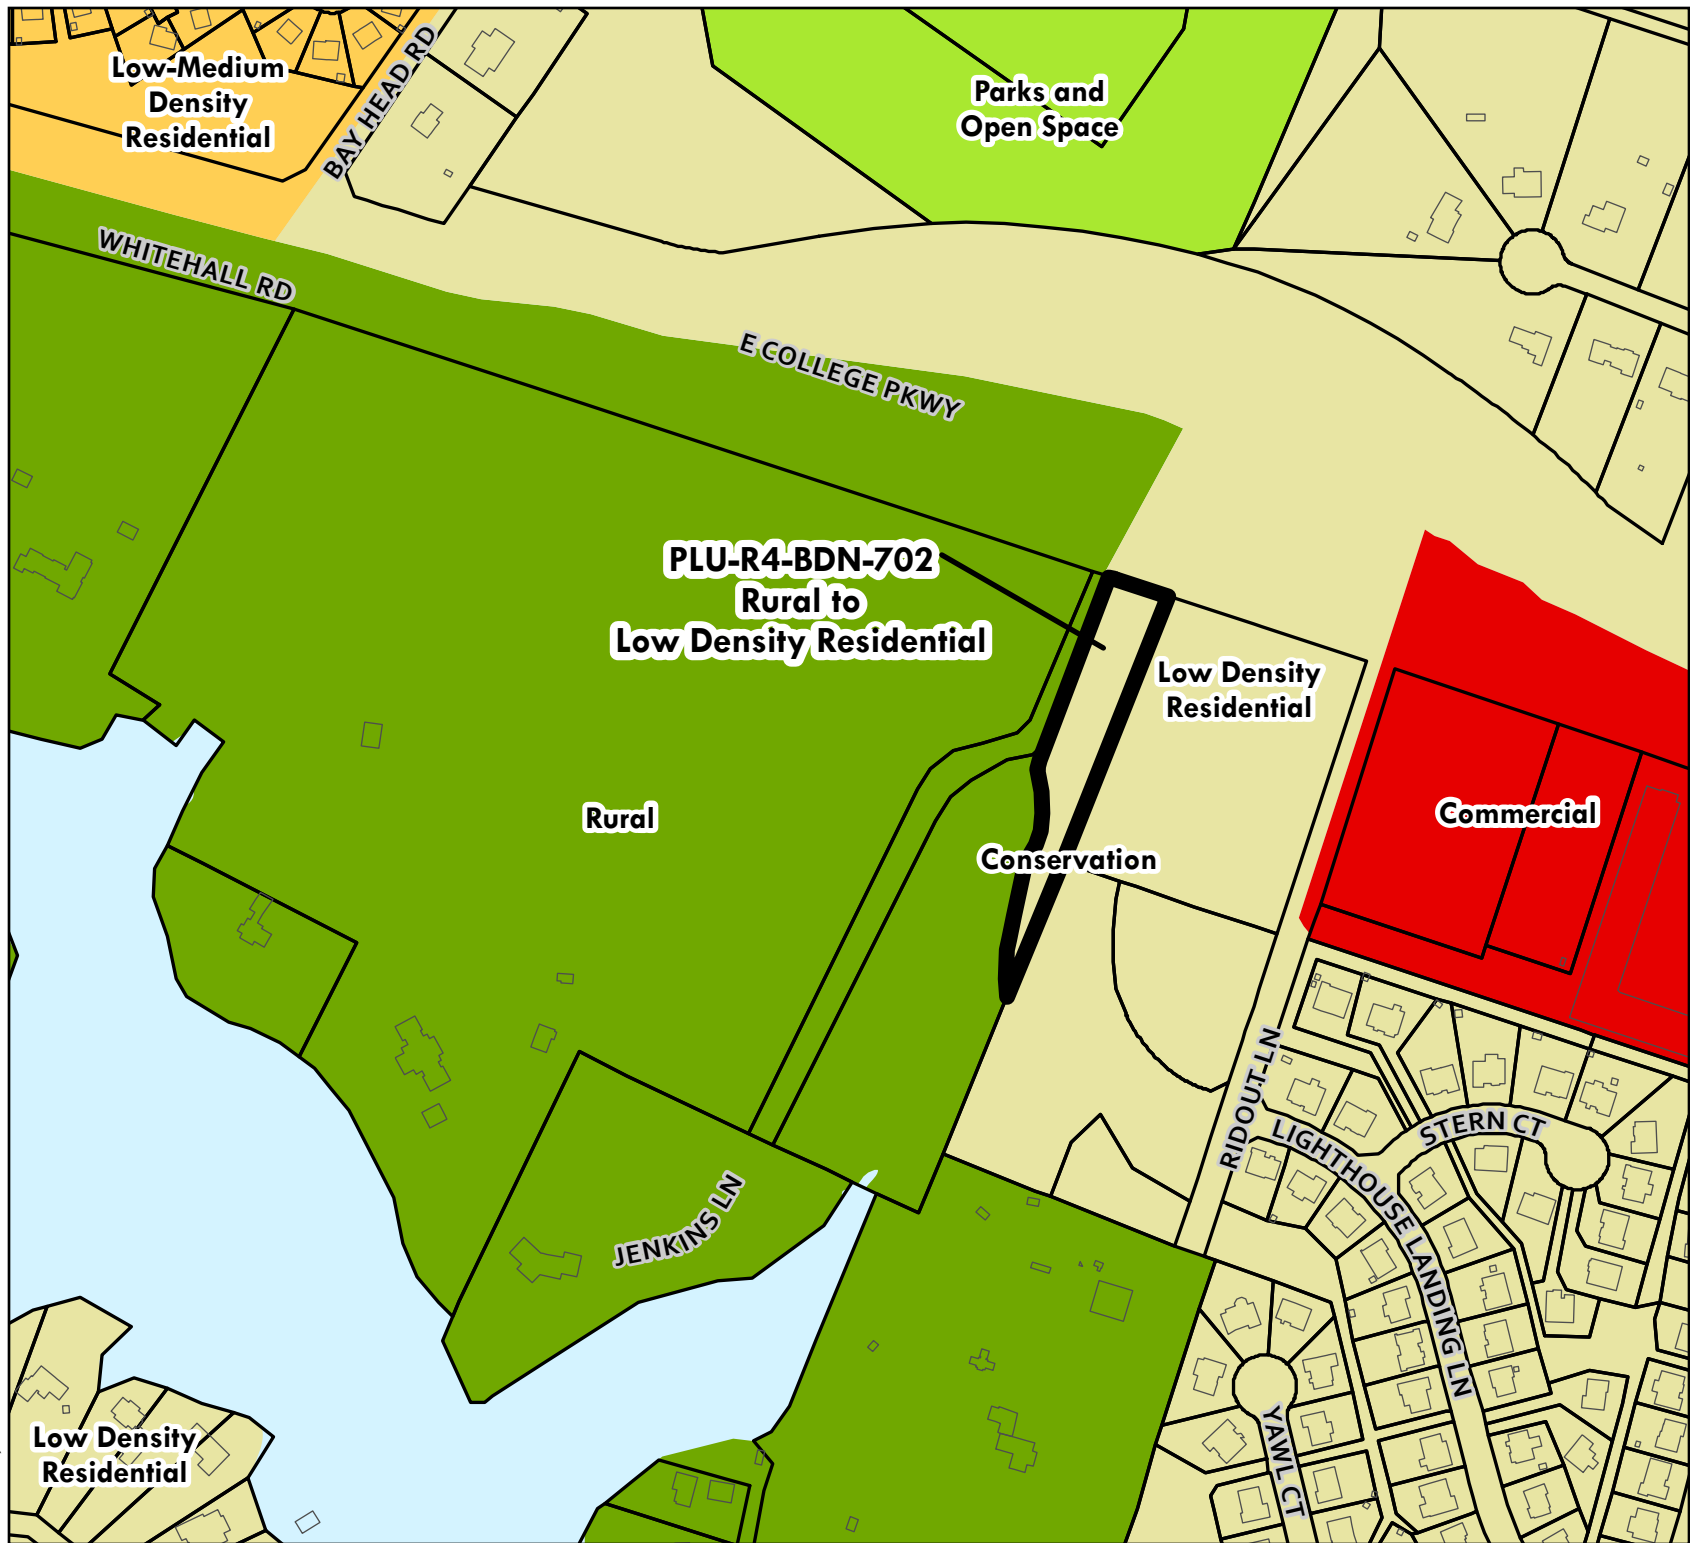 Low-Medium
Density
Residential
BAY HEAD RD
Parks and
Open Space
WHITEHALL RD
E COLLEGE PKWY
PLU-R4-BDN-702
Rural to
Low Density Residential
Low Density
Residential
Commercial
Rural
Conservation
RIDOUT LN
LIGHTHOUSE LANDING LN
STERN CT
JENKINS LN
YAWL CT
Low Density
Residential